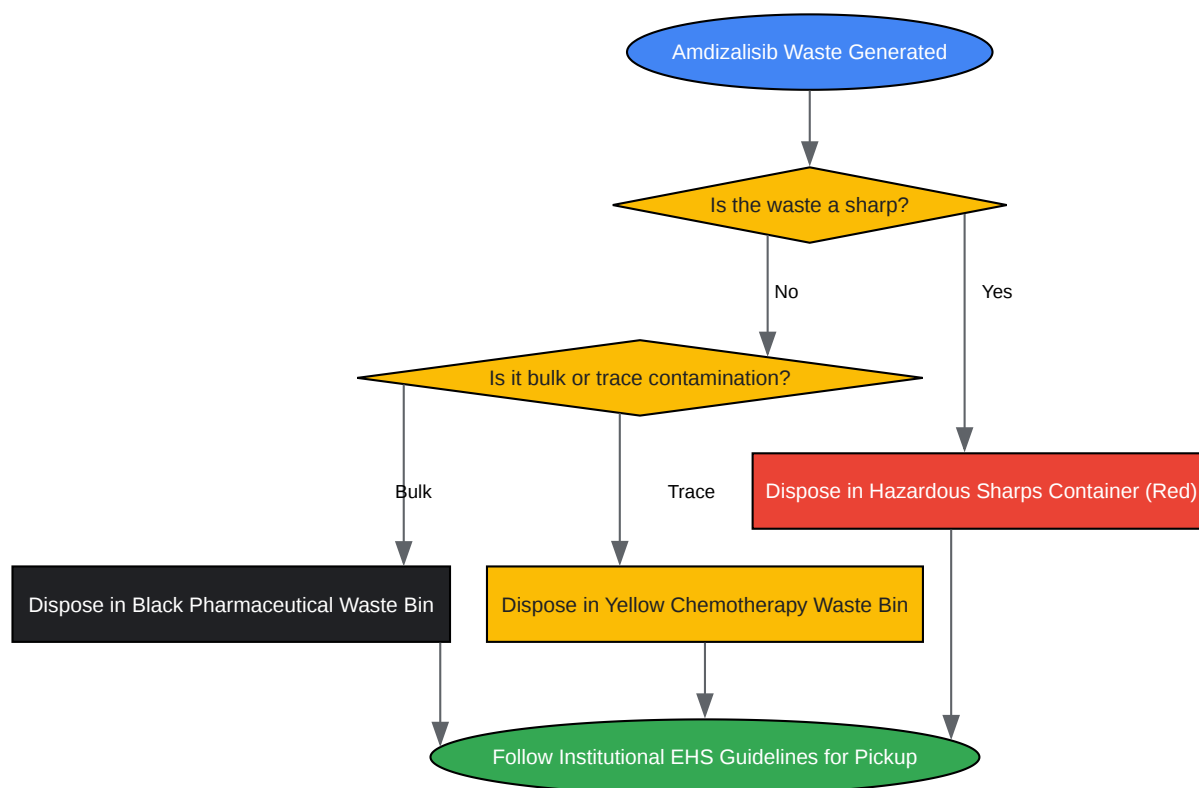 Amdizalisib Waste Generated
Is the waste a sharp?
No
Yes
Is it bulk or trace contamination?
Bulk
Trace
Dispose in Hazardous Sharps Container (Red)
Dispose in Black Pharmaceutical Waste Bin
Dispose in Yellow Chemotherapy Waste Bin
Follow Institutional EHS Guidelines for Pickup